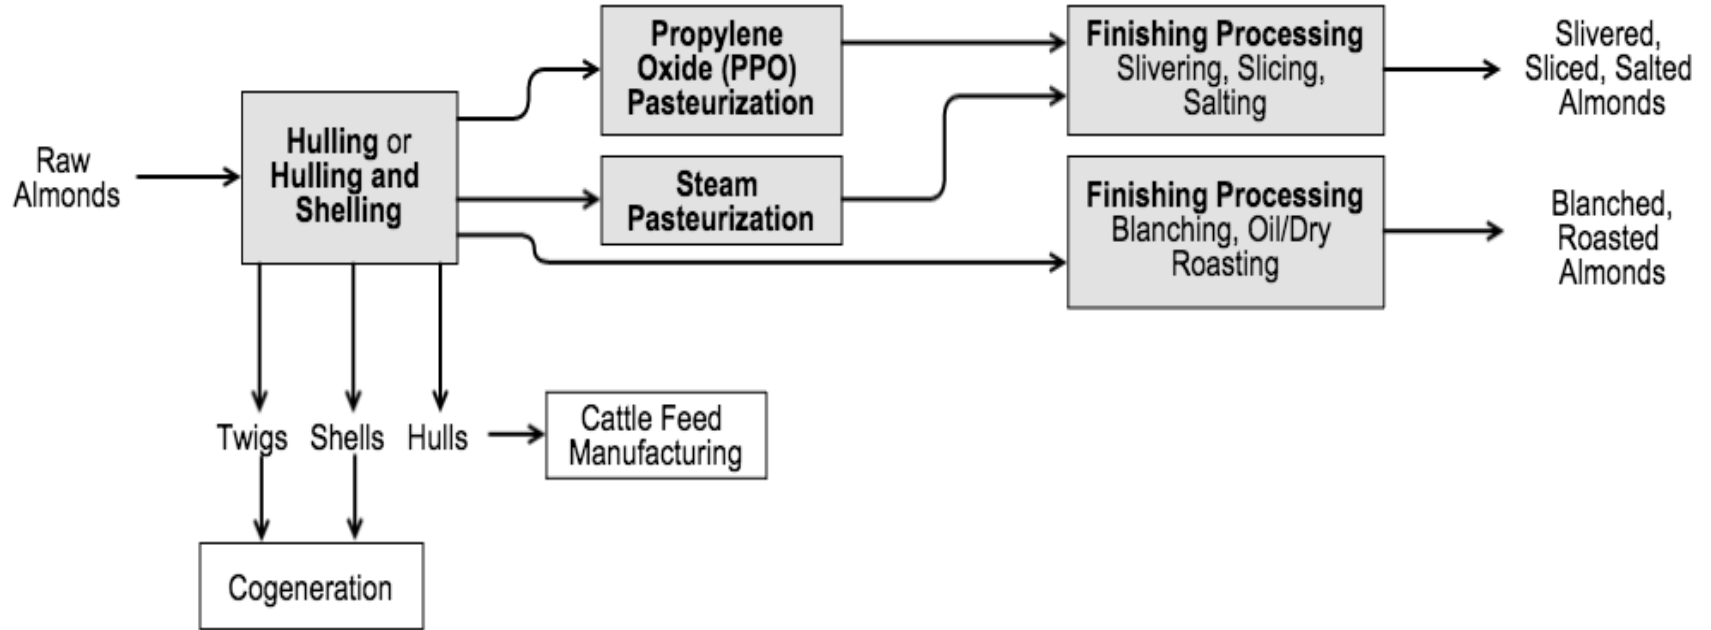 Raw
Almonds
Hulling or
Hulling and
Shelling
Propylene
Oxide (PPO)
Pasteurization
Steam
Pasteurization
Finishing Processing
Slivering, Slicing,
Salting
Finishing Processing
Blanching, Oil/Dry
Roasting
Slivered,
Sliced, Salted
Almonds
Blanched,
Roasted
Almonds
Twigs
Shells
Hulls
Cattle Feed
Manufacturing
Cogeneration